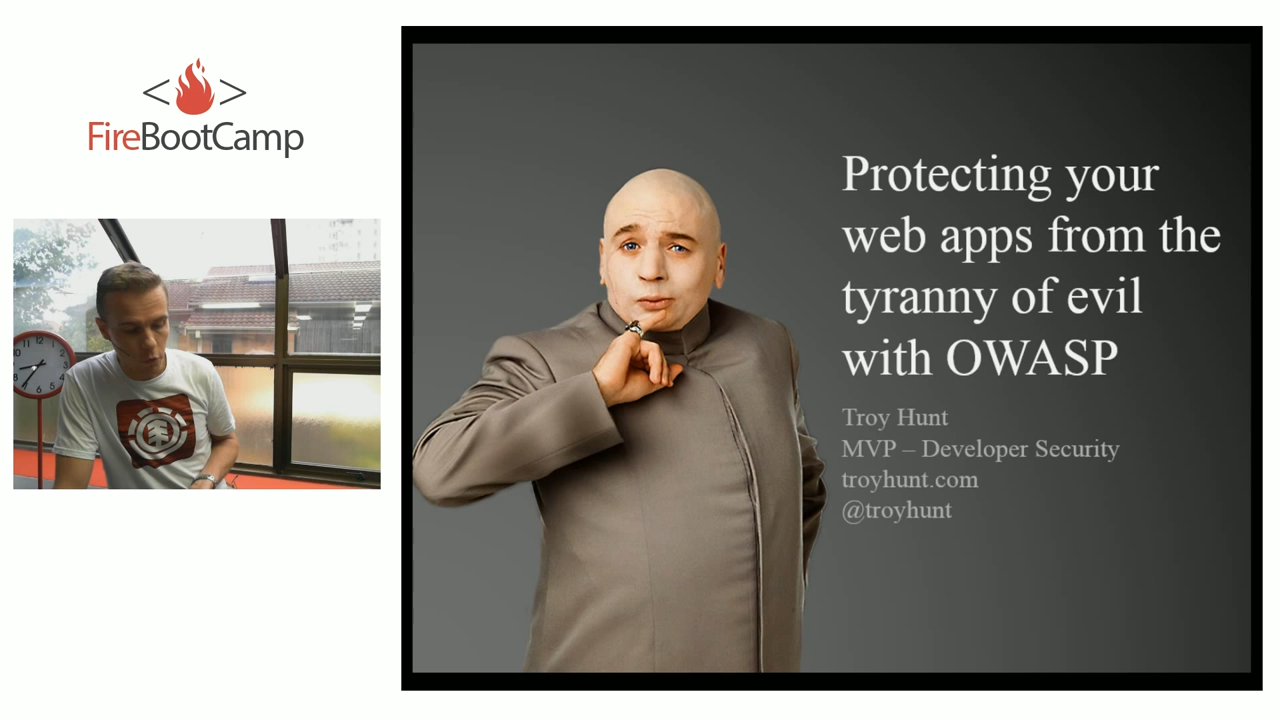 <>
FireBootCamp
Protecting your
web apps from the
tyranny of evil
with OWASP
Troy Hunt
MVP – Developer Security
troyhunt.com
@troyhunt